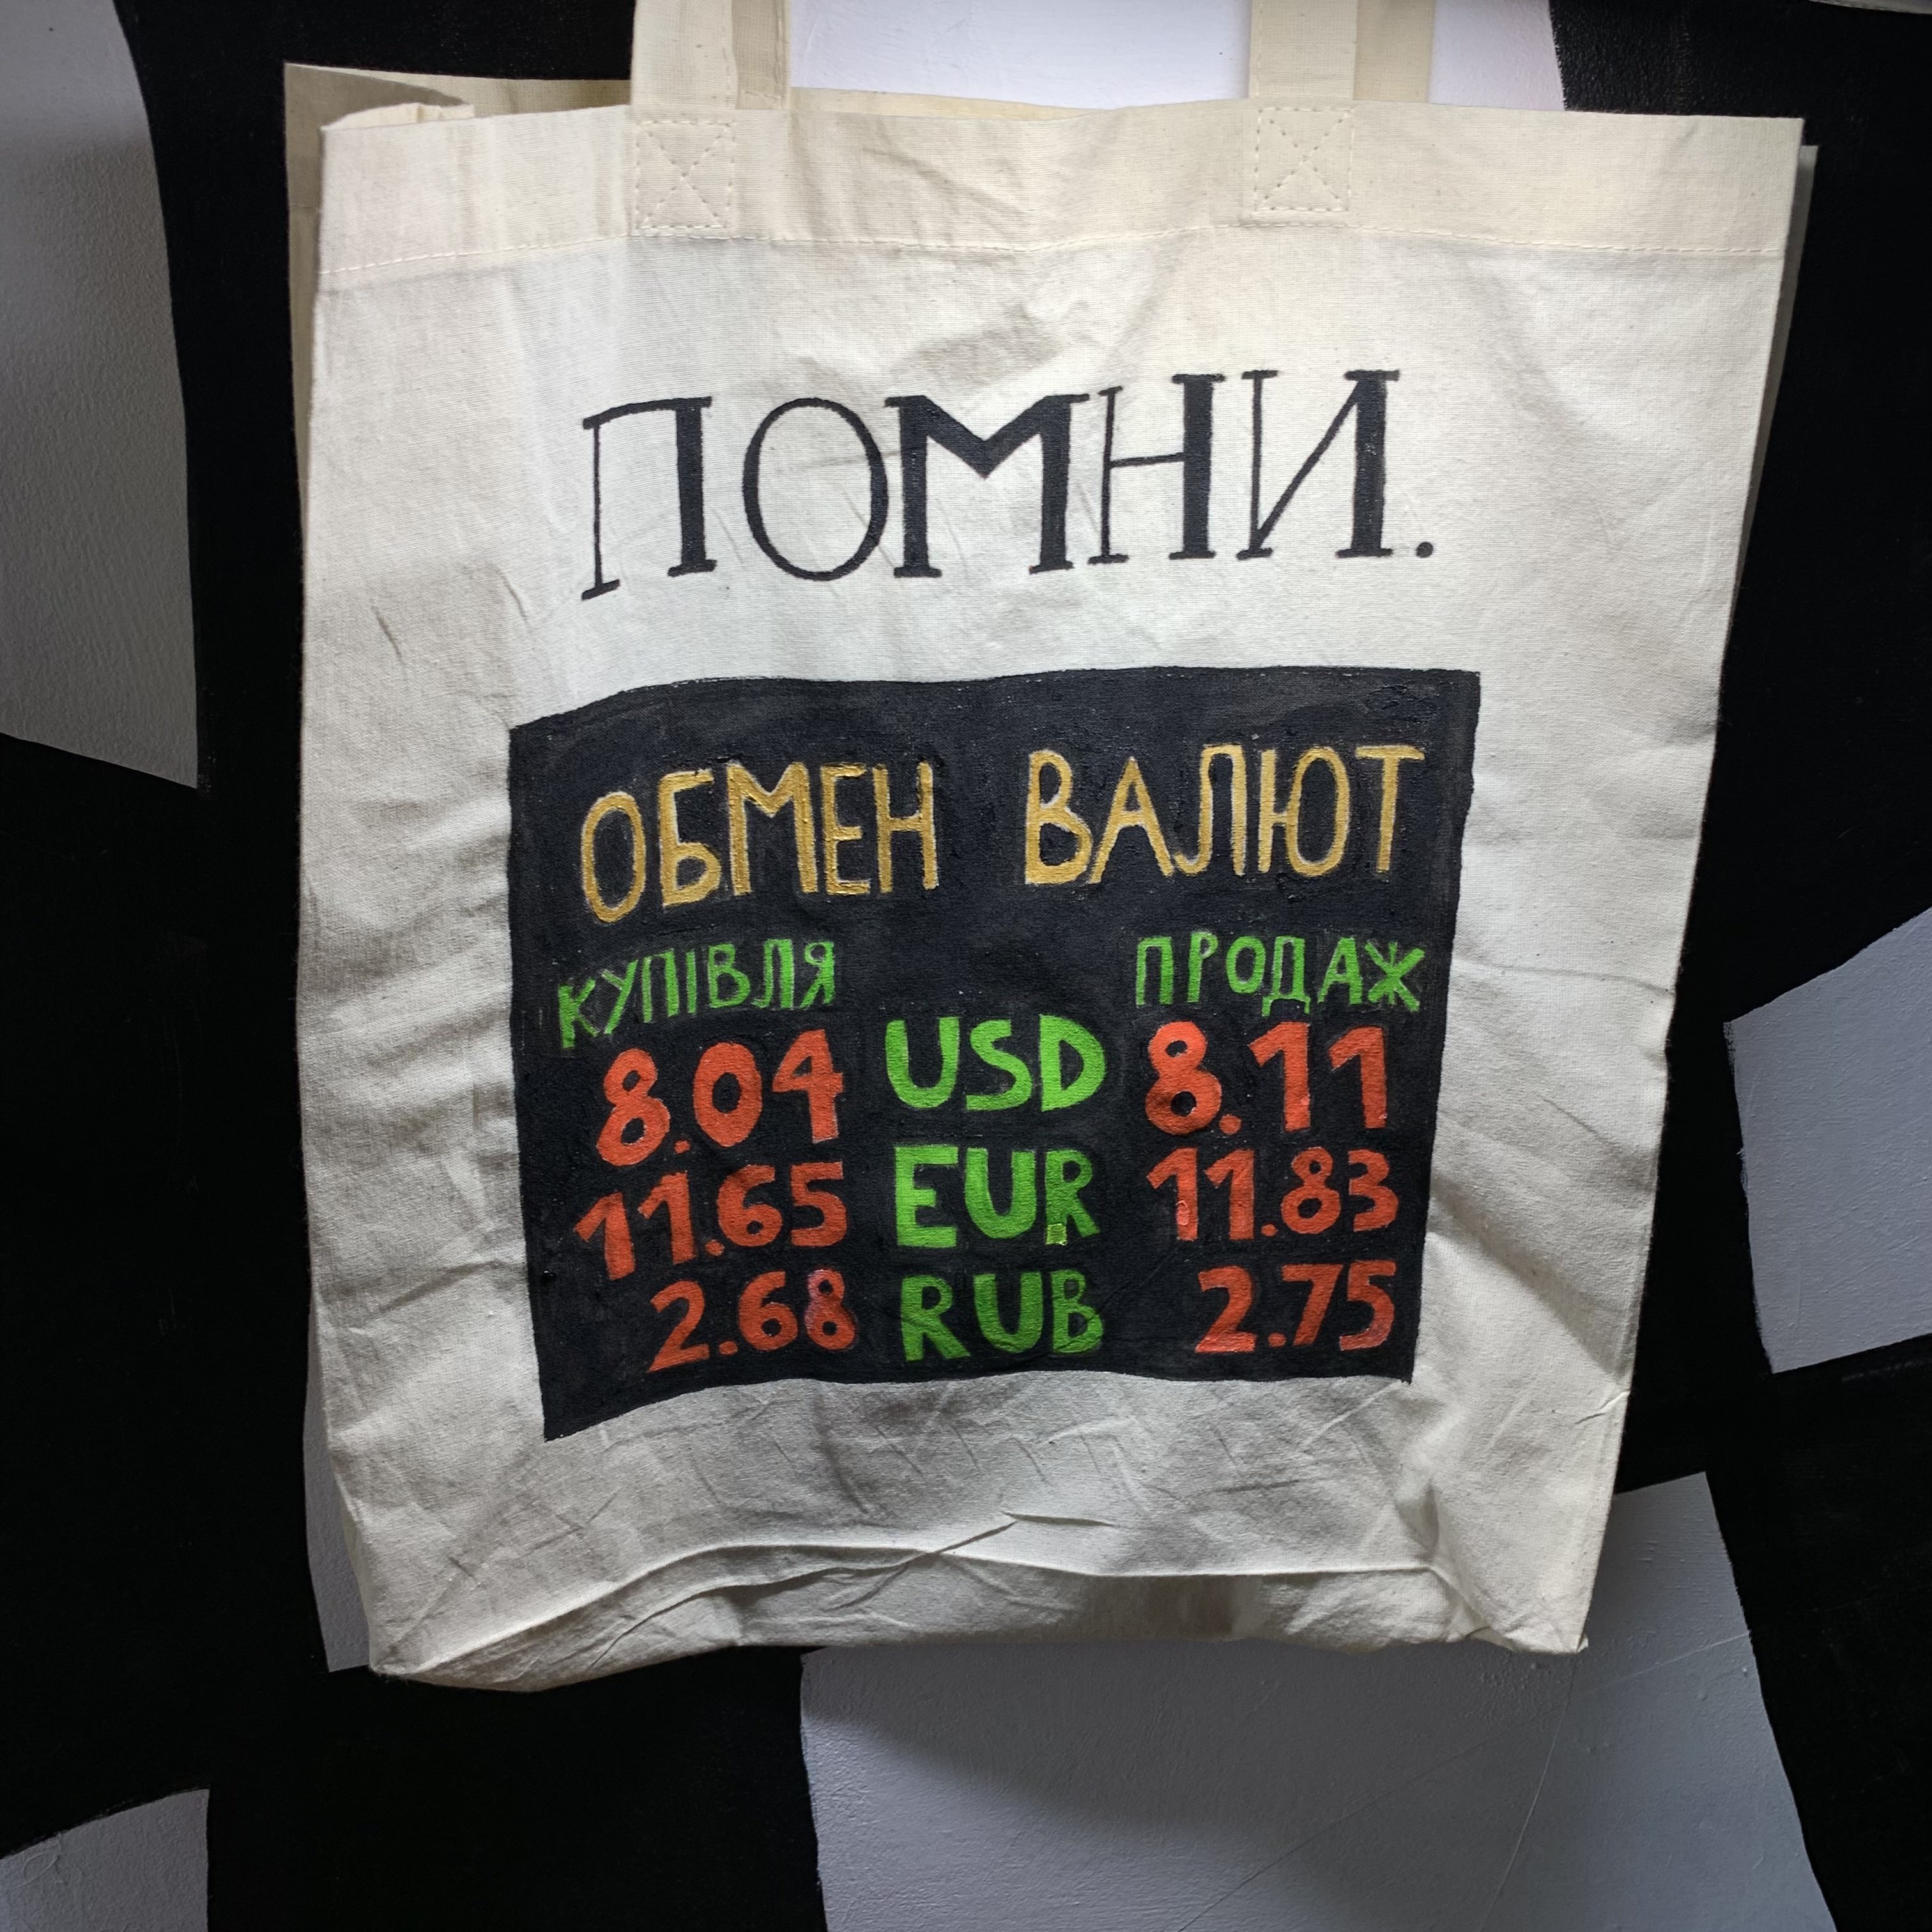 ПОМНИ.
ОБМЕН ВАЛЮТ
КУПІВЛЯ ПРОДАЖ
8.04 USD 8.11
11.65 EUR 11.83
2.68 RUB 2.75